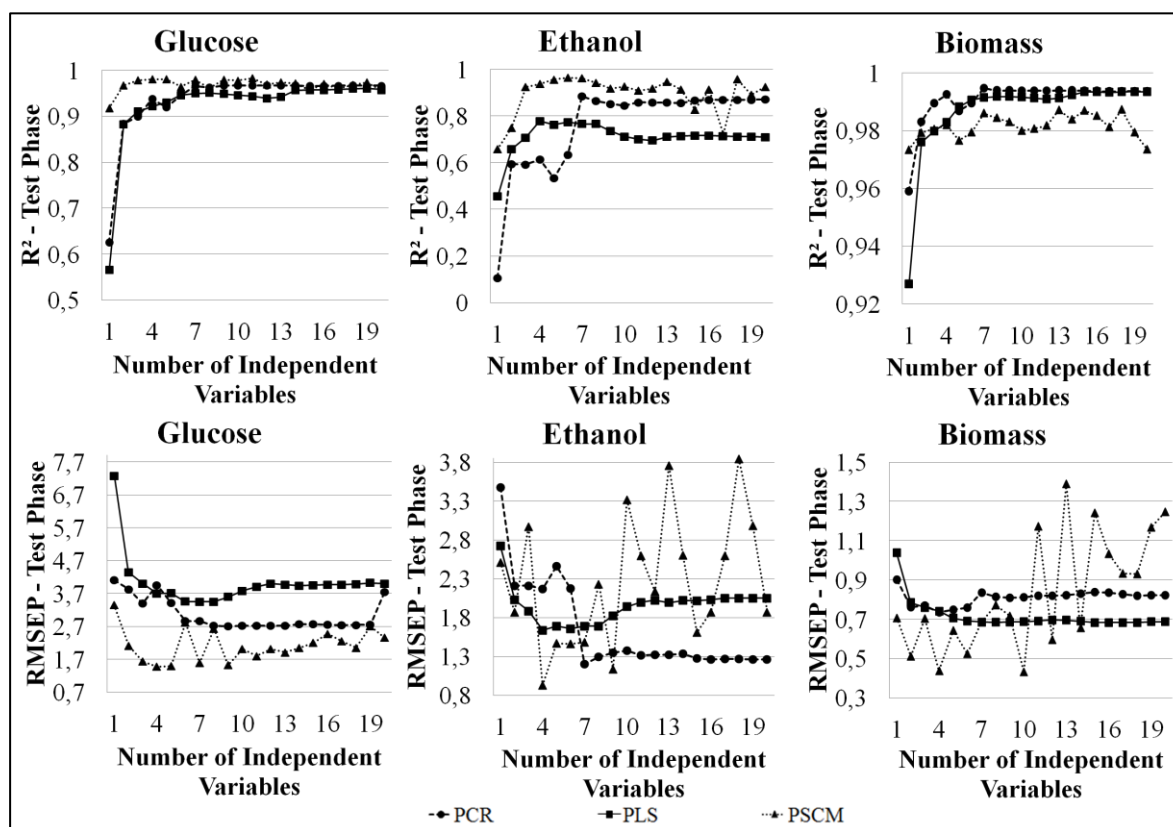 Glucose
Ethanol
Biomass
R² - Test Phase
1
0,9
0,8
0,7
0,6
0,5
1 4 7 10 13 16 19
Number of Independent
Variables
R² - Test Phase
1
0,8
0,6
0,4
0,2
0
1 4 7 10 13 16 19
Number of Independent
Variables
R² - Test Phase
1
0,98
0,96
0,94
0,92
1 4 7 10 13 16 19
Number of Independent
Variables
Glucose
Ethanol
Biomass
RMSEP - Test Phase
7,7
6,7
5,7
4,7
3,7
2,7
1,7
0,7
1 4 7 10 13 16 19
Number of Independent
Variables
RMSEP - Test Phase
3,8
3,3
2,8
2,3
1,8
1,3
0,8
1 4 7 10 13 16 19
Number of Independent
Variables
RMSEP - Test Phase
1,5
1,3
1,1
0,9
0,7
0,5
0,3
1 4 7 10 13 16 19
Number of Independent
Variables
PCR PLS PSCM